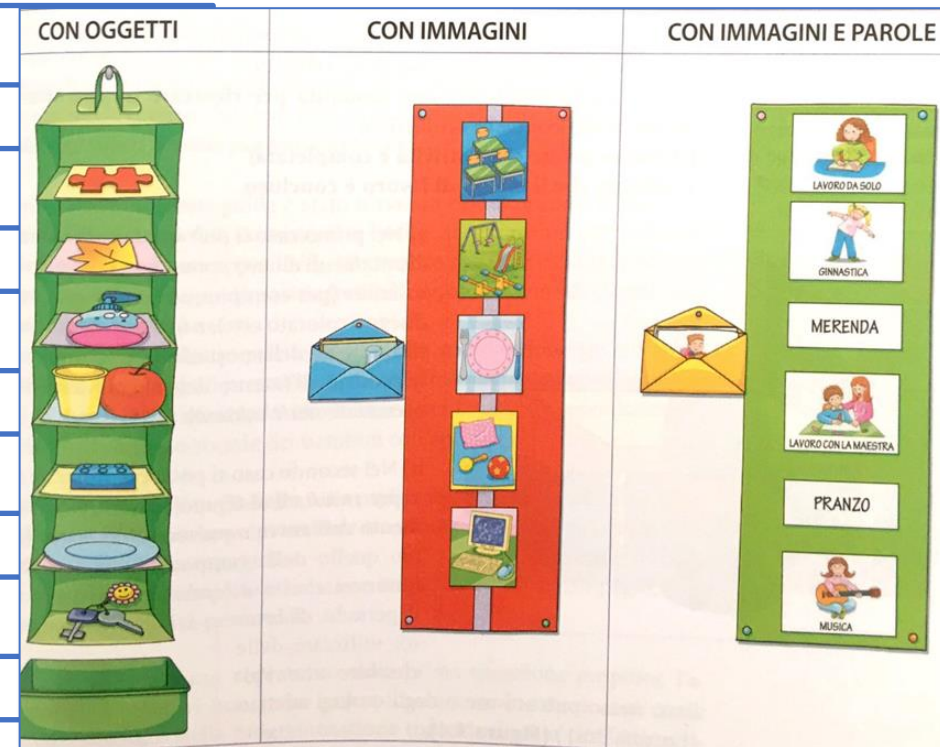 CON OGGETTI
CON IMMAGINI
CON IMMAGINI E PAROLE
LAVORO DA SOLO
GINNASTICA
MERENDA
LAVORO CON LA MAESTRA
PRANZO
MUSICA